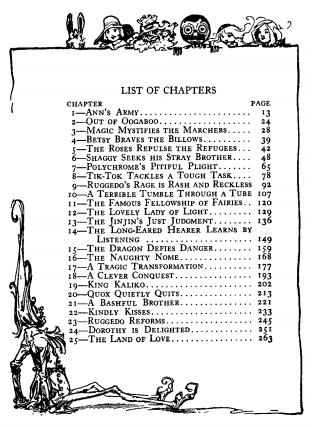 LIST OF CHAPTERS
CHAPTER PAGE
1—ANN'S ARMY.................... 13
2—OUT OF OOGABOO................ 24
3—MAGIC MYSTIFIES THE MARCHERS.. 28
4—BETSY BRAVES THE BILLOWS...... 39
5—THE ROSES REPULSE THE REFUGEES.. 42
6—SHAGGY SEEKS HIS STRAY BROTHER.... 48
7—POLYCHROME'S PITIFUL PLIGHT..... 65
8—TIK-TOK TACKLES A TOUGH TASK.... 78
9—RUGGEDO'S RAGE IS RASH AND RECKLESS 92
10—A TERRIBLE TUMBLE THROUGH A TUBE 107
11—THE FAMOUS FELLOWSHIP OF FAIRIES.. 120
12—THE LOVELY LADY OF LIGHT........ 129
13—THE JINJIN'S JUST JUDGMENT...... 136
14—THE LONG-EARED HEARER LEARNS BY
LISTENING .................... 149
15—THE DRAGON DEFIES DANGER....... 159
16—THE NAUGHTY NOME............... 168
17—A TRAGIC TRANSFORMATION........ 177
18—A CLEVER CONQUEST.............. 193
19—KING KALIKO.................... 202
20—QUOX QUIETLY QUITS............. 213
21—A BASHFUL BROTHER.............. 221
22—KINDLY KISSES.................. 233
23—RUGGEDO REFORMS................ 245
24—DOROTHY IS DELIGHTED........... 251
25—THE LAND OF LOVE............... 263